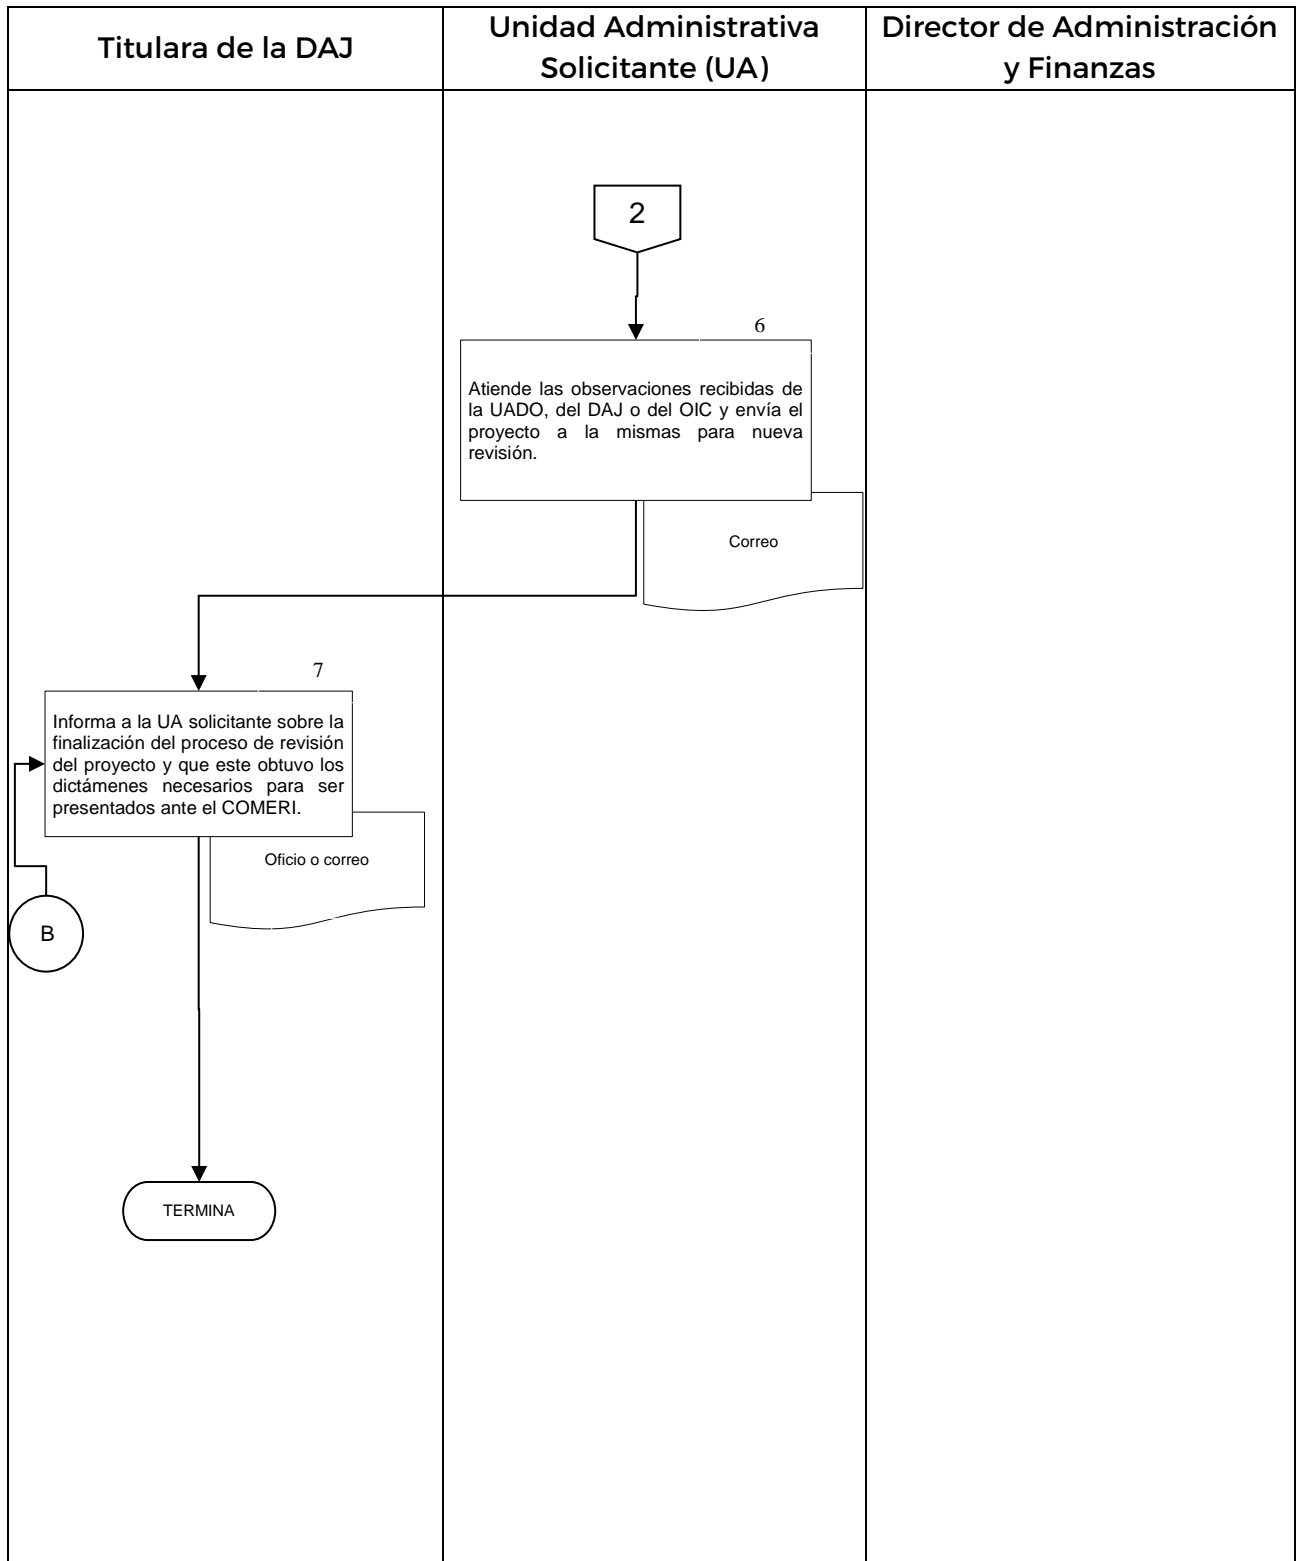 Titulara de la DAJ
Unidad Administrativa
Solicitante (UA)
Director de Administración
y Finanzas
2
6
Atiende las observaciones recibidas de
la UADO, del DAJ o del OIC y envía el
proyecto a la mismas para nueva
revisión.
Correo
7
Informa a la UA solicitante sobre la
finalización del proceso de revisión
del proyecto y que este obtuvo los
dictámenes necesarios para ser
presentados ante el COMERI.
Oficio o correo
B
TERMINA